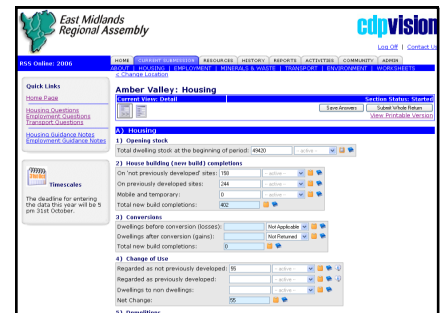 East Midlands
Regional Assembly
cdpvision
Log Off | Contact Us
RSS Online: 2006
HOME CURRENT SUBMISSION RESOURCES HISTORY REPORTS ACTIVITIES COMMUNITY ADMIN
ABOUT | HOUSING | EMPLOYMENT | MINERALS & WASTE | TRANSPORT | ENVIRONMENT | WORKSHEETS
< Change Location
Quick Links
Home Page
Housing Questions
Employment Questions
Transport Questions
Housing Guidance Notes
Employment Guidance Notes
Timescales
The deadline for entering
the data this year will be 5
pm 31st October.
Amber Valley: Housing
Current View: Detail Section Status: Started
Save Answers Submit Whole Return
View Printable Version
A) Housing
1) Opening stock
Total dwelling stock at the beginning of period: 49420 - active -
2) House building (new build) completions
On 'not previously developed' sites: 158 - active -
On previously developed sites: 244 - active -
Mobile and temporary: 0 - active -
Total new build completions: 402
3) Conversions
Dwellings before conversion (losses): Not Applicable
Dwellings after conversion (gains): Not Returned
Total new build completions: 0
4) Change of Use
Regarded as not previously developed: 55 - active -
Regarded as previously developed: - active -
Dwellings to non dwellings: - active -
Net Change: 55
5) Demolitions